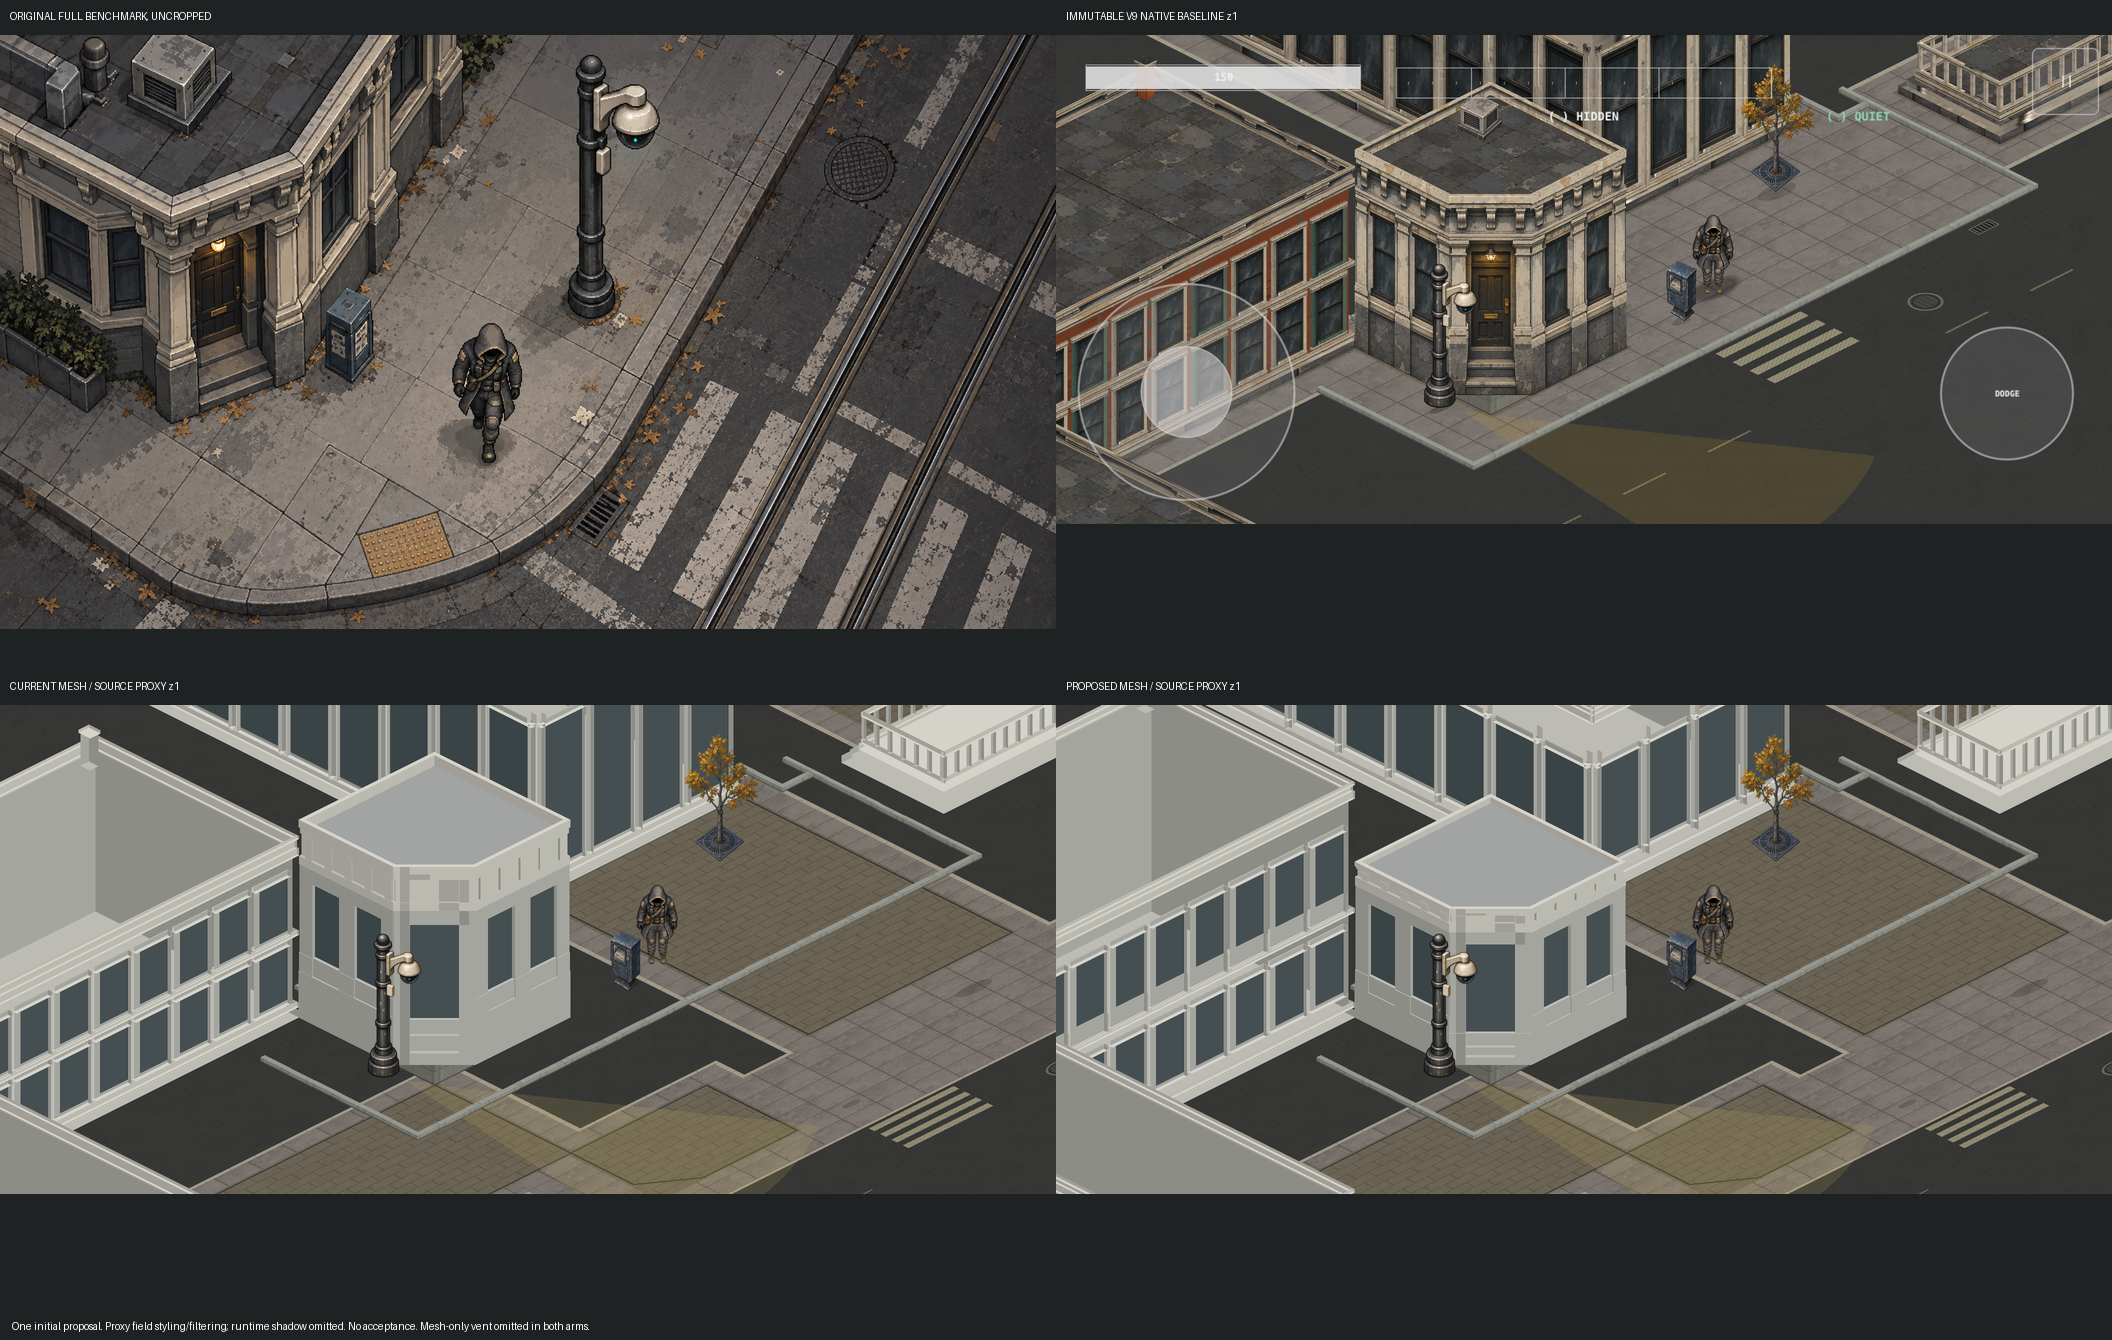 ORIGINAL FULL BENCHMARK, UNCROPPED
IMMUTABLE V9 NATIVE BASELINE z1
150
( ) HIDDEN
( ) QUIET
DODGE
CURRENT MESH / SOURCE PROXY z1
PROPOSED MESH / SOURCE PROXY z1
One initial proposal. Proxy field styling/filtering; runtime shadow omitted. No acceptance. Mesh-only vent omitted in both arms.